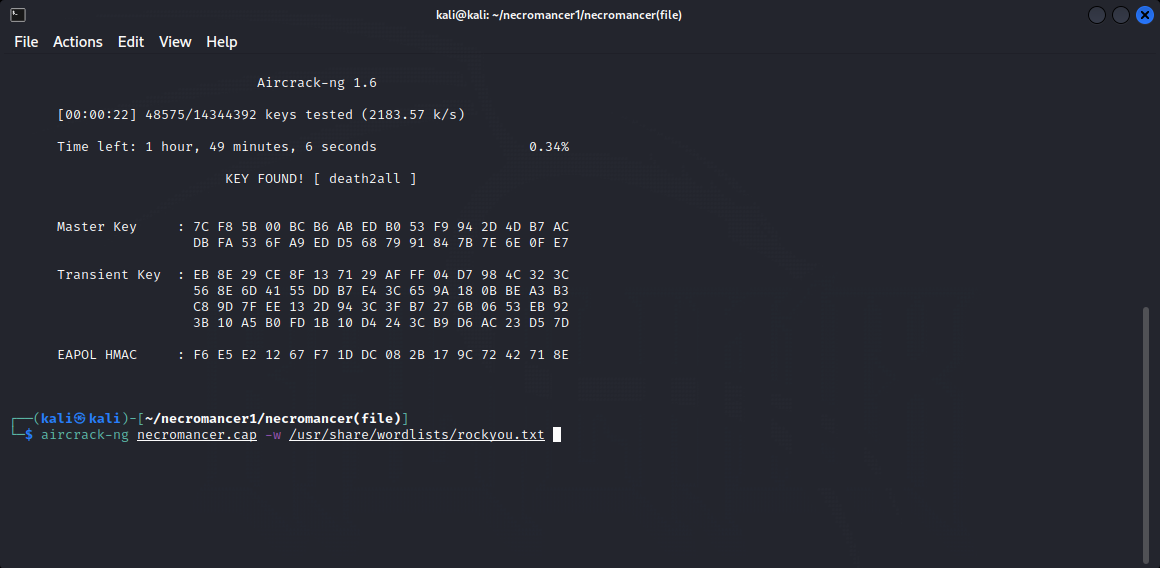 kali@kali: ~/necromancer1/necromancer(file)
File Actions Edit View Help
Aircrack-ng 1.6
[00:00:22] 48575/14344392 keys tested (2183.57 k/s)
Time left: 1 hour, 49 minutes, 6 seconds 0.34%
KEY FOUND! [ death2all ]
Master Key : 7C F8 5B 00 BC B6 AB ED B0 53 F9 94 2D 4D B7 AC
DB FA 53 6F A9 ED D5 68 79 91 84 7B 7E 6E 0F E7
Transient Key : EB 8E 29 CE 8F 13 71 29 AF FF 04 D7 98 4C 32 3C
56 8E 6D 41 55 DD B7 E4 3C 65 9A 18 0B BE A3 B3
C8 9D 7F EE 13 2D 94 3C 3F B7 27 6B 06 53 EB 92
3B 10 A5 B0 FD 1B 10 D4 24 3C B9 D6 AC 23 D5 7D
EAPOL HMAC : F6 E5 E2 12 67 F7 1D DC 08 2B 17 9C 72 42 71 8E
┌──(kali㉿kali)-[~/necromancer1/necromancer(file)]
└─$ aircrack-ng necromancer.cap -w /usr/share/wordlists/rockyou.txt